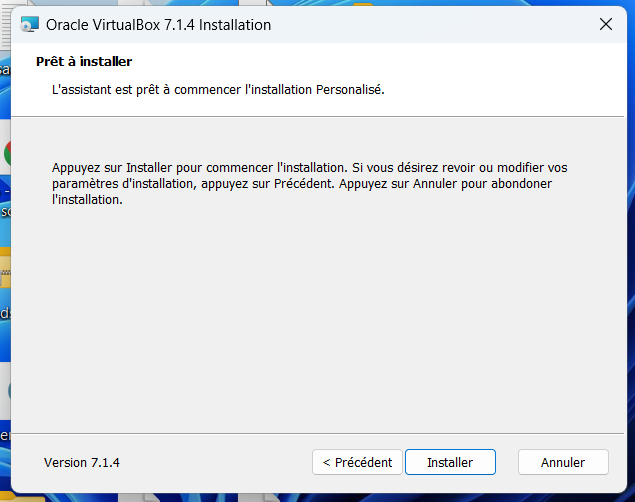 Oracle VirtualBox 7.1.4 Installation
Prêt à installer
L'assistant est prêt à commencer l'installation Personalisé.
Appuyez sur Installer pour commencer l'installation. Si vous désirez revoir ou modifier vos
paramètres d'installation, appuyez sur Précédent. Appuyez sur Annuler pour abondoner
l'installation.
Version 7.1.4
< Précédent
Installer
Annuler